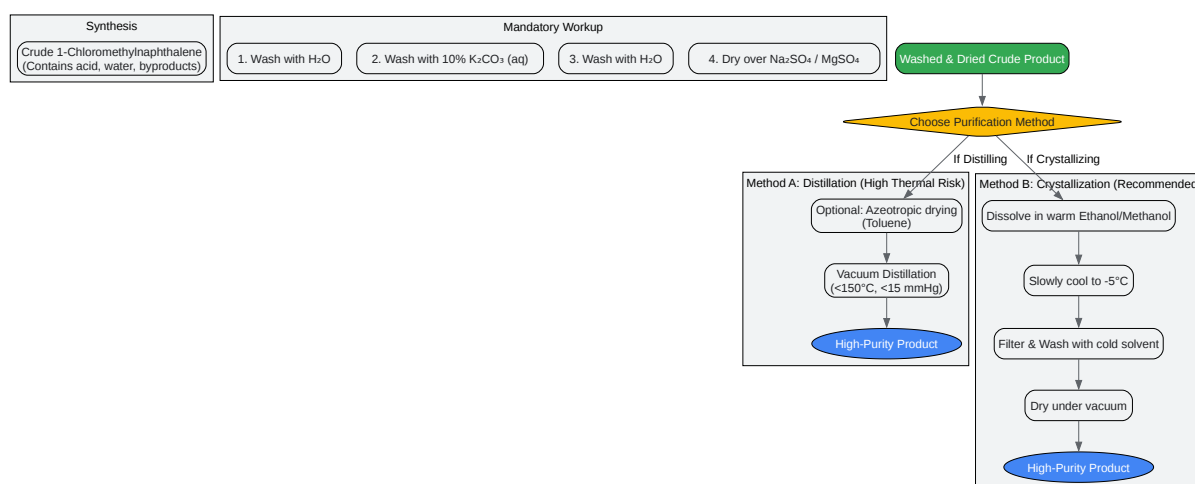 Synthesis
Crude 1-Chloromethylnaphthalene
(Contains acid, water, byproducts)
Mandatory Workup
1. Wash with H₂O
2. Wash with 10% K₂CO₃ (aq)
3. Wash with H₂O
4. Dry over Na₂SO₄ / MgSO₄
Washed & Dried Crude Product
Choose Purification Method
If Distilling
If Crystallizing
Method A: Distillation (High Thermal Risk)
Optional: Azeotropic drying
(Toluene)
Vacuum Distillation
(<150°C, <15 mmHg)
High-Purity Product
Method B: Crystallization (Recommended
Dissolve in warm Ethanol/Methanol
Slowly cool to -5°C
Filter & Wash with cold solvent
Dry under vacuum
High-Purity Product